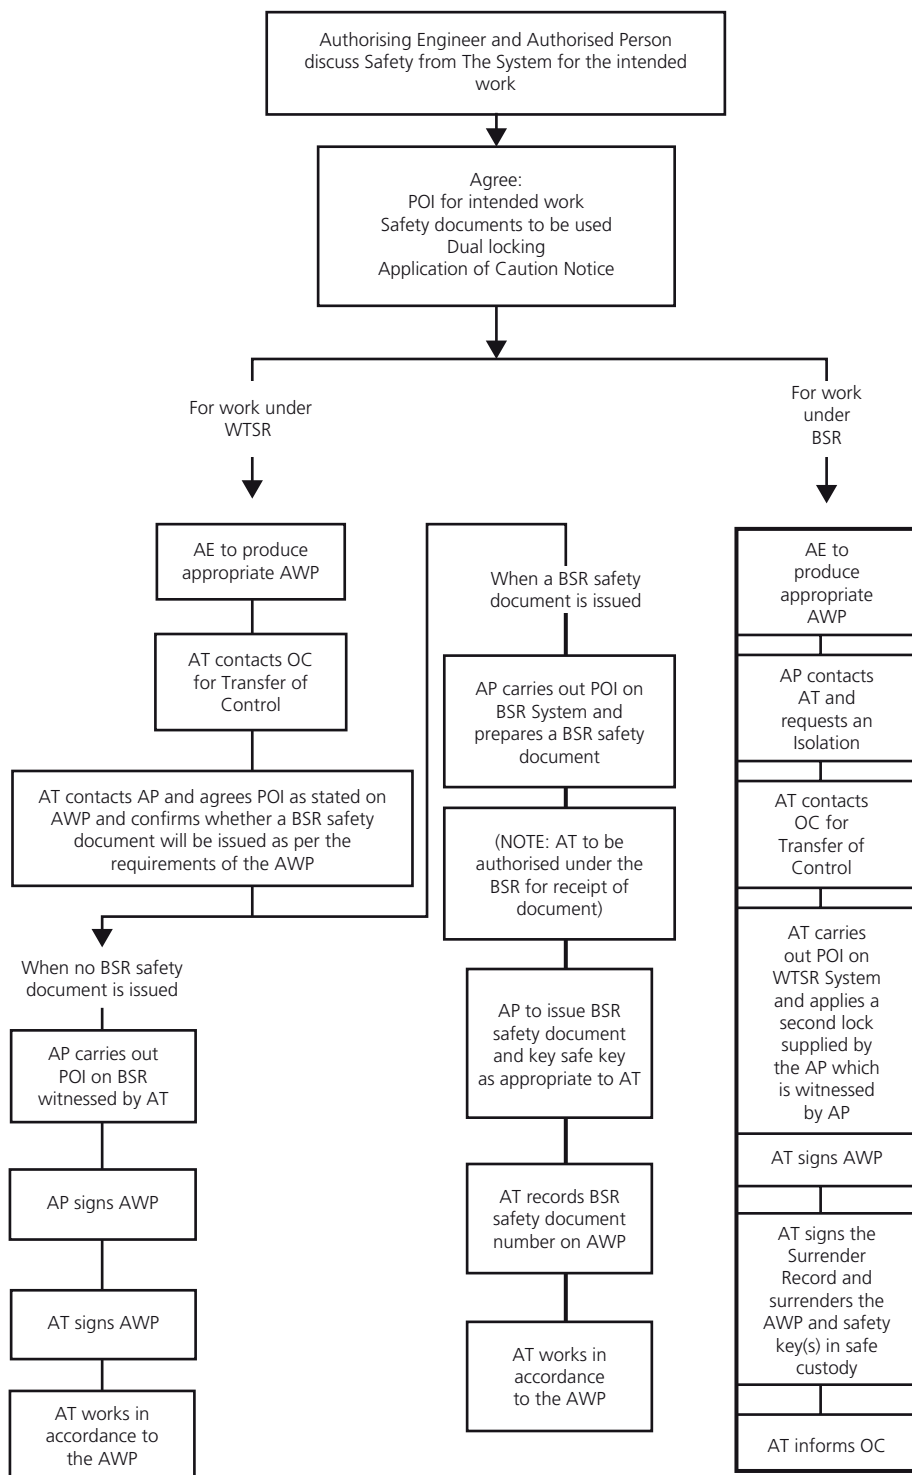 Authorising Engineer and Authorised Person
discuss Safety from The System for the intended
work
Agree:
POI for intended work
Safety documents to be used
Dual locking
Application of Caution Notice
For work under
WTSR
AE to produce
appropriate AWP
AT contacts OC
for Transfer of
Control
AT contacts AP and agrees POI as stated on
AWP and confirms whether a BSR safety
document will be issued as per the
requirements of the AWP
When no BSR safety
document is issued
AP carries out
POI on BSR
witnessed by AT
AP signs AWP
AT signs AWP
AT works in
accordance to
the AWP
When a BSR safety
document is issued
AP carries out POI on
BSR System and
prepares a BSR safety
document
(NOTE: AT to be
authorised under the
BSR for receipt of
document)
AP to issue BSR
safety document
and key safe key
as appropriate to AT
AT records BSR
safety document
number on AWP
AT works in
accordance
to the AWP
For work
under
BSR
AE to
produce
appropriate
AWP
AP contacts
AT and
requests an
Isolation
AT contacts
OC for
Transfer of
Control
AT carries
out POI on
WTSR System
and applies a
second lock
supplied by
the AP which
is witnessed
by AP
AT signs AWP
AT signs the
Surrender
Record and
surrenders the
AWP and safety
key(s) in safe
custody
AT informs OC